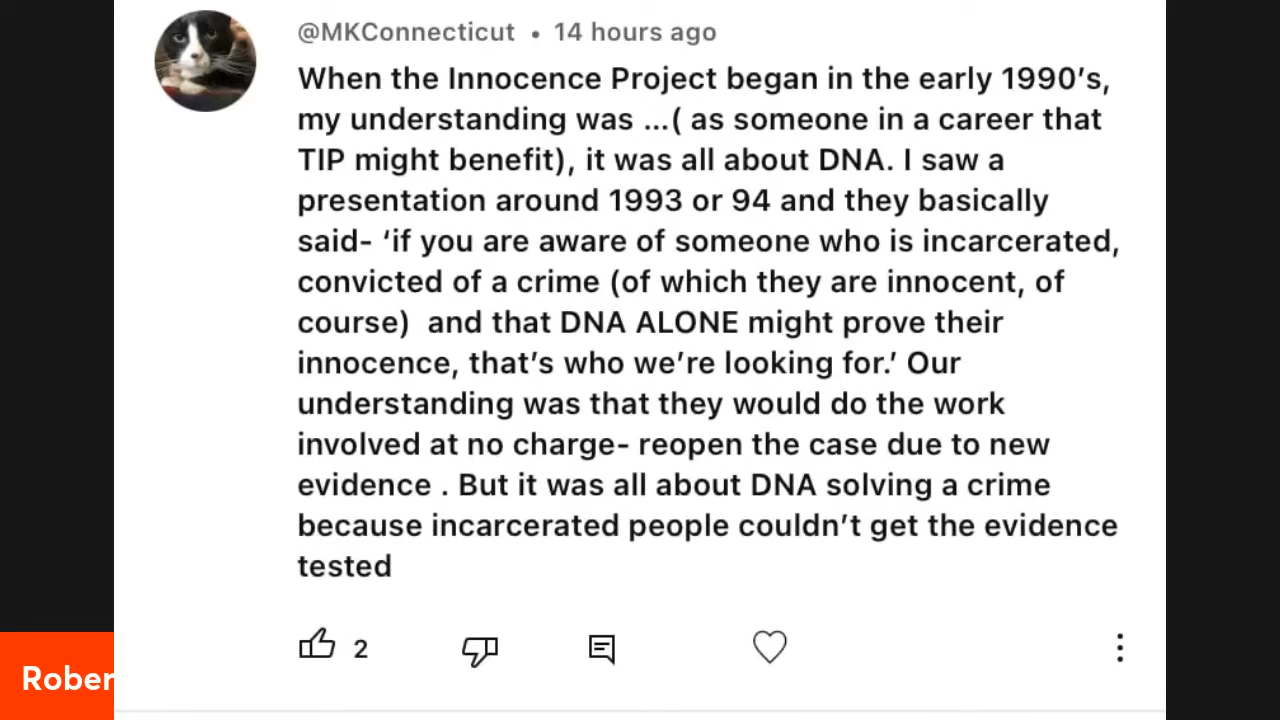 @MKConnecticut • 14 hours ago
When the Innocence Project began in the early 1990’s,
my understanding was ...( as someone in a career that
TIP might benefit), it was all about DNA. I saw a
presentation around 1993 or 94 and they basically
said- ‘if you are aware of someone who is incarcerated,
convicted of a crime (of which they are innocent, of
course)  and that DNA ALONE might prove their
innocence, that’s who we’re looking for.’ Our
understanding was that they would do the work
involved at no charge- reopen the case due to new
evidence . But it was all about DNA solving a crime
because incarcerated people couldn’t get the evidence
tested
2
Rober